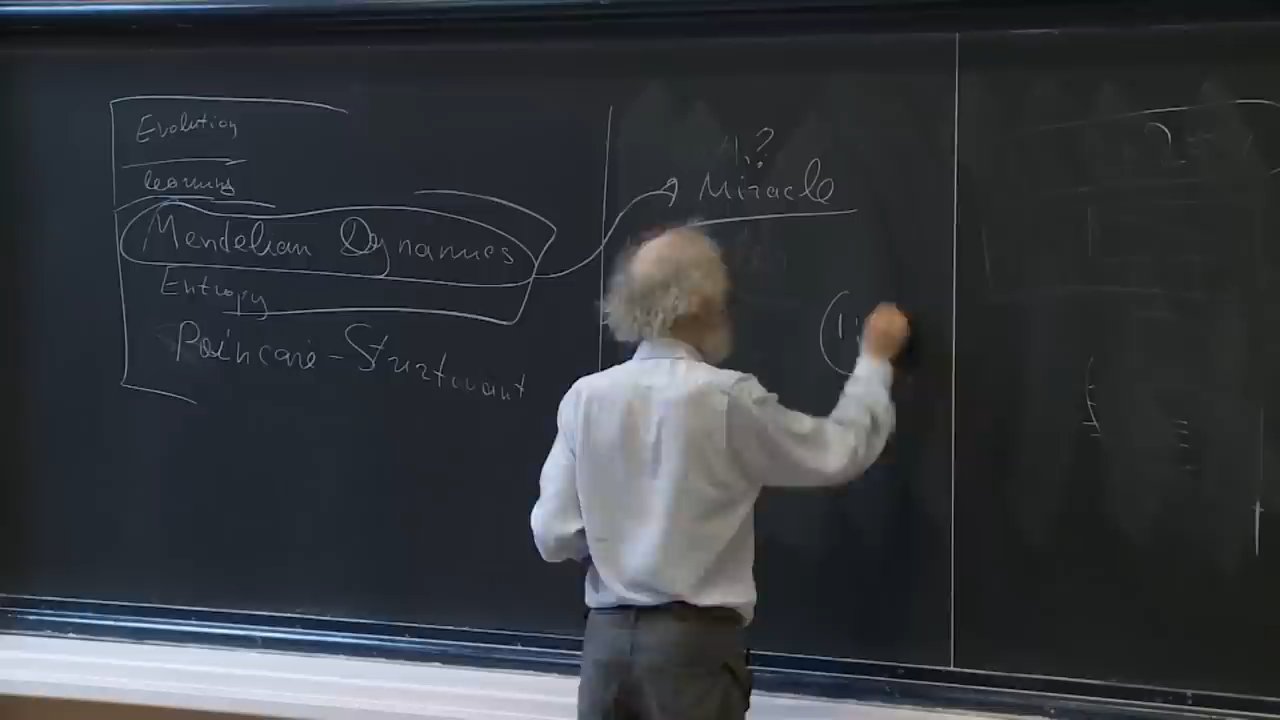 Evolution
learning
Mendelian Dynamics
Entropy
Poincaré - Sturtevant
?
Miracle